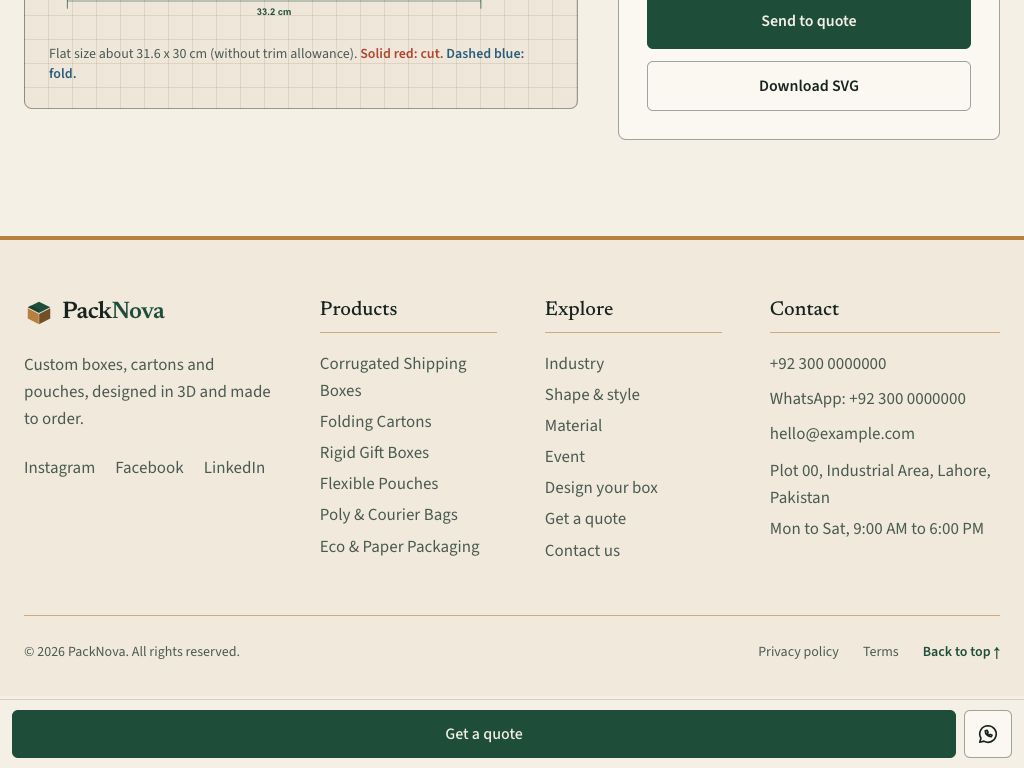 33.2 cm
Flat size about 31.6 x 30 cm (without trim allowance). Solid red: cut. Dashed blue:
fold.
Send to quote
Download SVG
PackNova
Custom boxes, cartons and
pouches, designed in 3D and made
to order.
Instagram Facebook LinkedIn
Products
Corrugated Shipping
Boxes
Folding Cartons
Rigid Gift Boxes
Flexible Pouches
Poly & Courier Bags
Eco & Paper Packaging
Explore
Industry
Shape & style
Material
Event
Design your box
Get a quote
Contact us
Contact
+92 300 0000000
WhatsApp: +92 300 0000000
hello@example.com
Plot 00, Industrial Area, Lahore,
Pakistan
Mon to Sat, 9:00 AM to 6:00 PM
© 2026 PackNova. All rights reserved.
Privacy policy Terms Back to top ↑
Get a quote